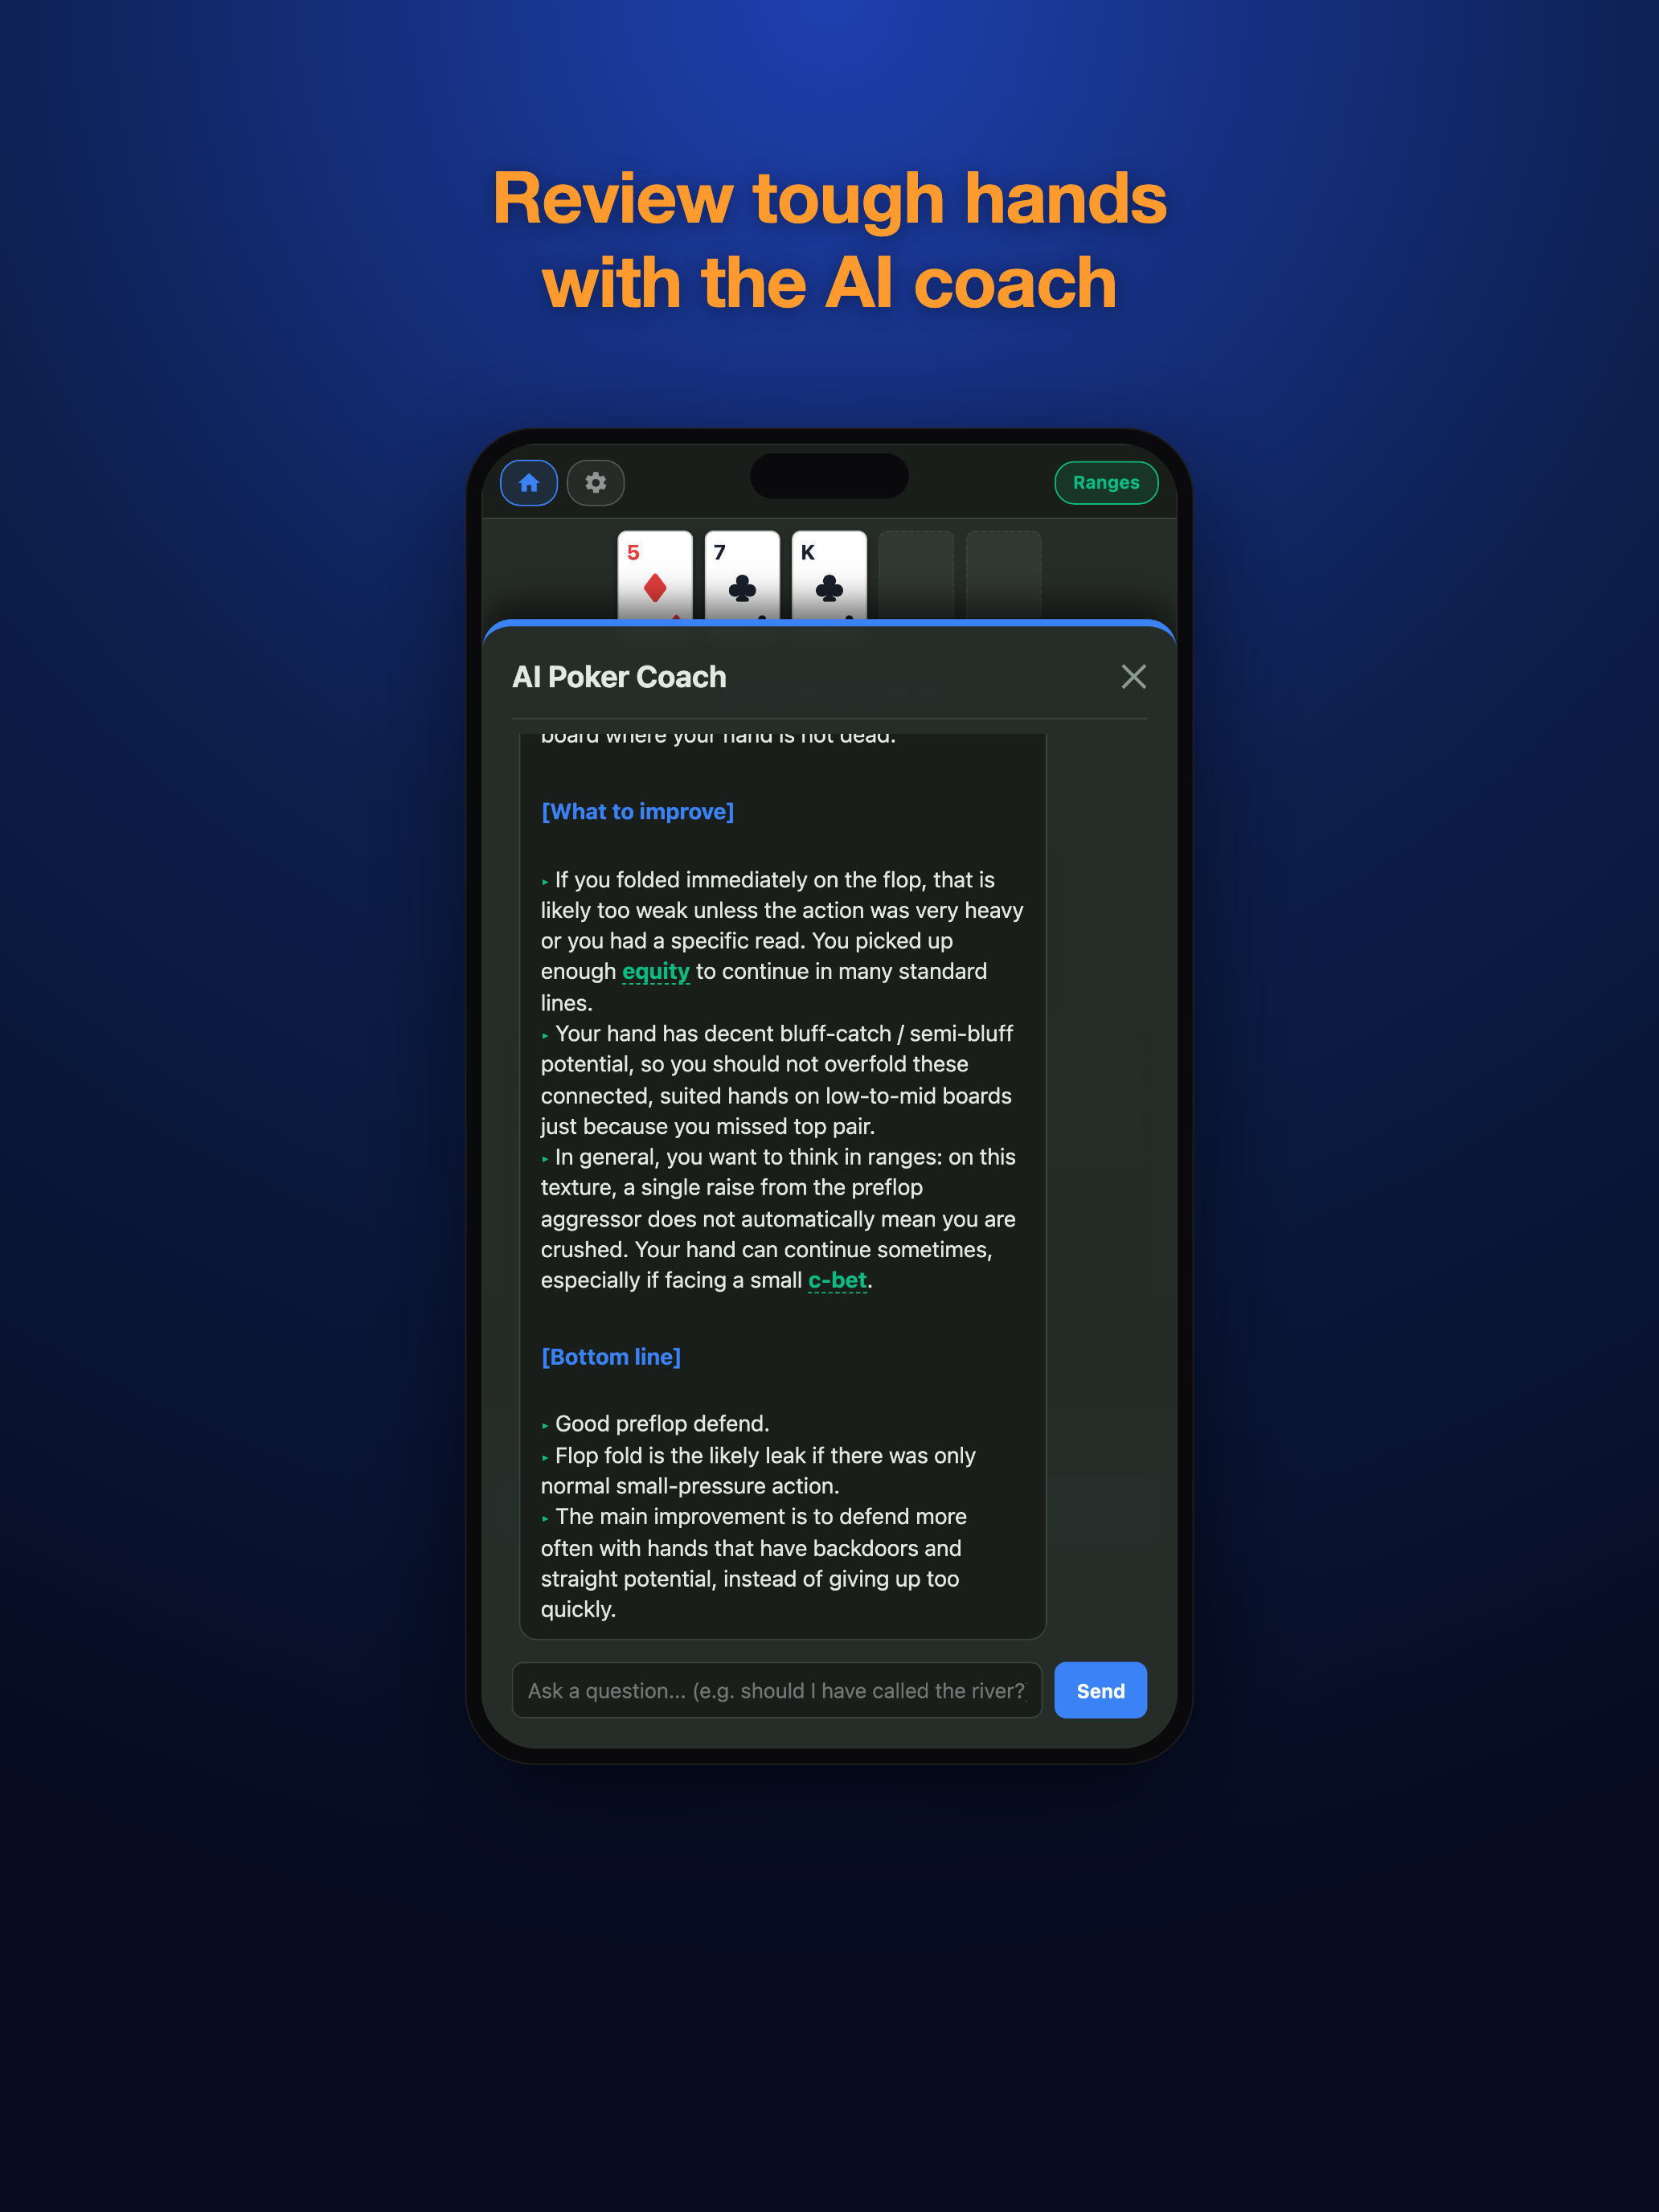 Review tough hands
with the AI coach
Ranges
5
7
K
AI Poker Coach
board where your hand is not dead.
[What to improve]
▸ If you folded immediately on the flop, that is
likely too weak unless the action was very heavy
or you had a specific read. You picked up
enough equity to continue in many standard
lines.
▸ Your hand has decent bluff-catch / semi-bluff
potential, so you should not overfold these
connected, suited hands on low-to-mid boards
just because you missed top pair.
▸ In general, you want to think in ranges: on this
texture, a single raise from the preflop
aggressor does not automatically mean you are
crushed. Your hand can continue sometimes,
especially if facing a small c-bet.
[Bottom line]
▸ Good preflop defend.
▸ Flop fold is the likely leak if there was only
normal small-pressure action.
▸ The main improvement is to defend more
often with hands that have backdoors and
straight potential, instead of giving up too
quickly.
Ask a question... (e.g. should I have called the river?
Send